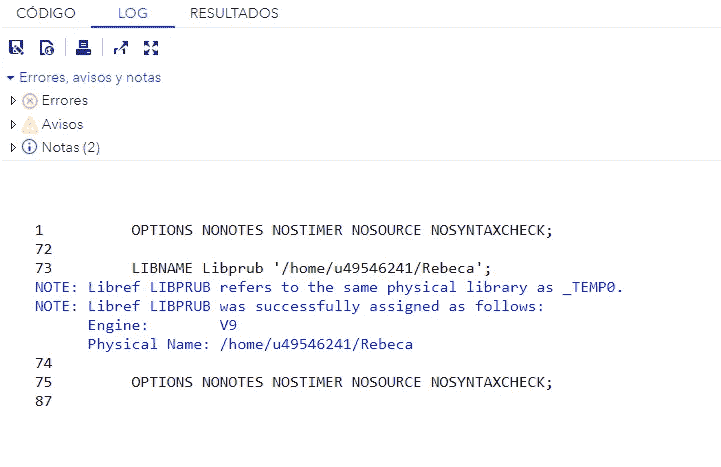 CÓDIGO LOG RESULTADOS
Errores, avisos y notas
Errores
Avisos
Notas (2)
1 OPTIONS NONOTES NOSTIMER NOSOURCE NOSYNTAXCHECK;
72
73 LIBNAME Libprub '/home/u49546241/Rebeca';
NOTE: Libref LIBPRUB refers to the same physical library as _TEMP0.
NOTE: Libref LIBPRUB was successfully assigned as follows:
Engine: V9
Physical Name: /home/u49546241/Rebeca
74
75 OPTIONS NONOTES NOSTIMER NOSOURCE NOSYNTAXCHECK;
87